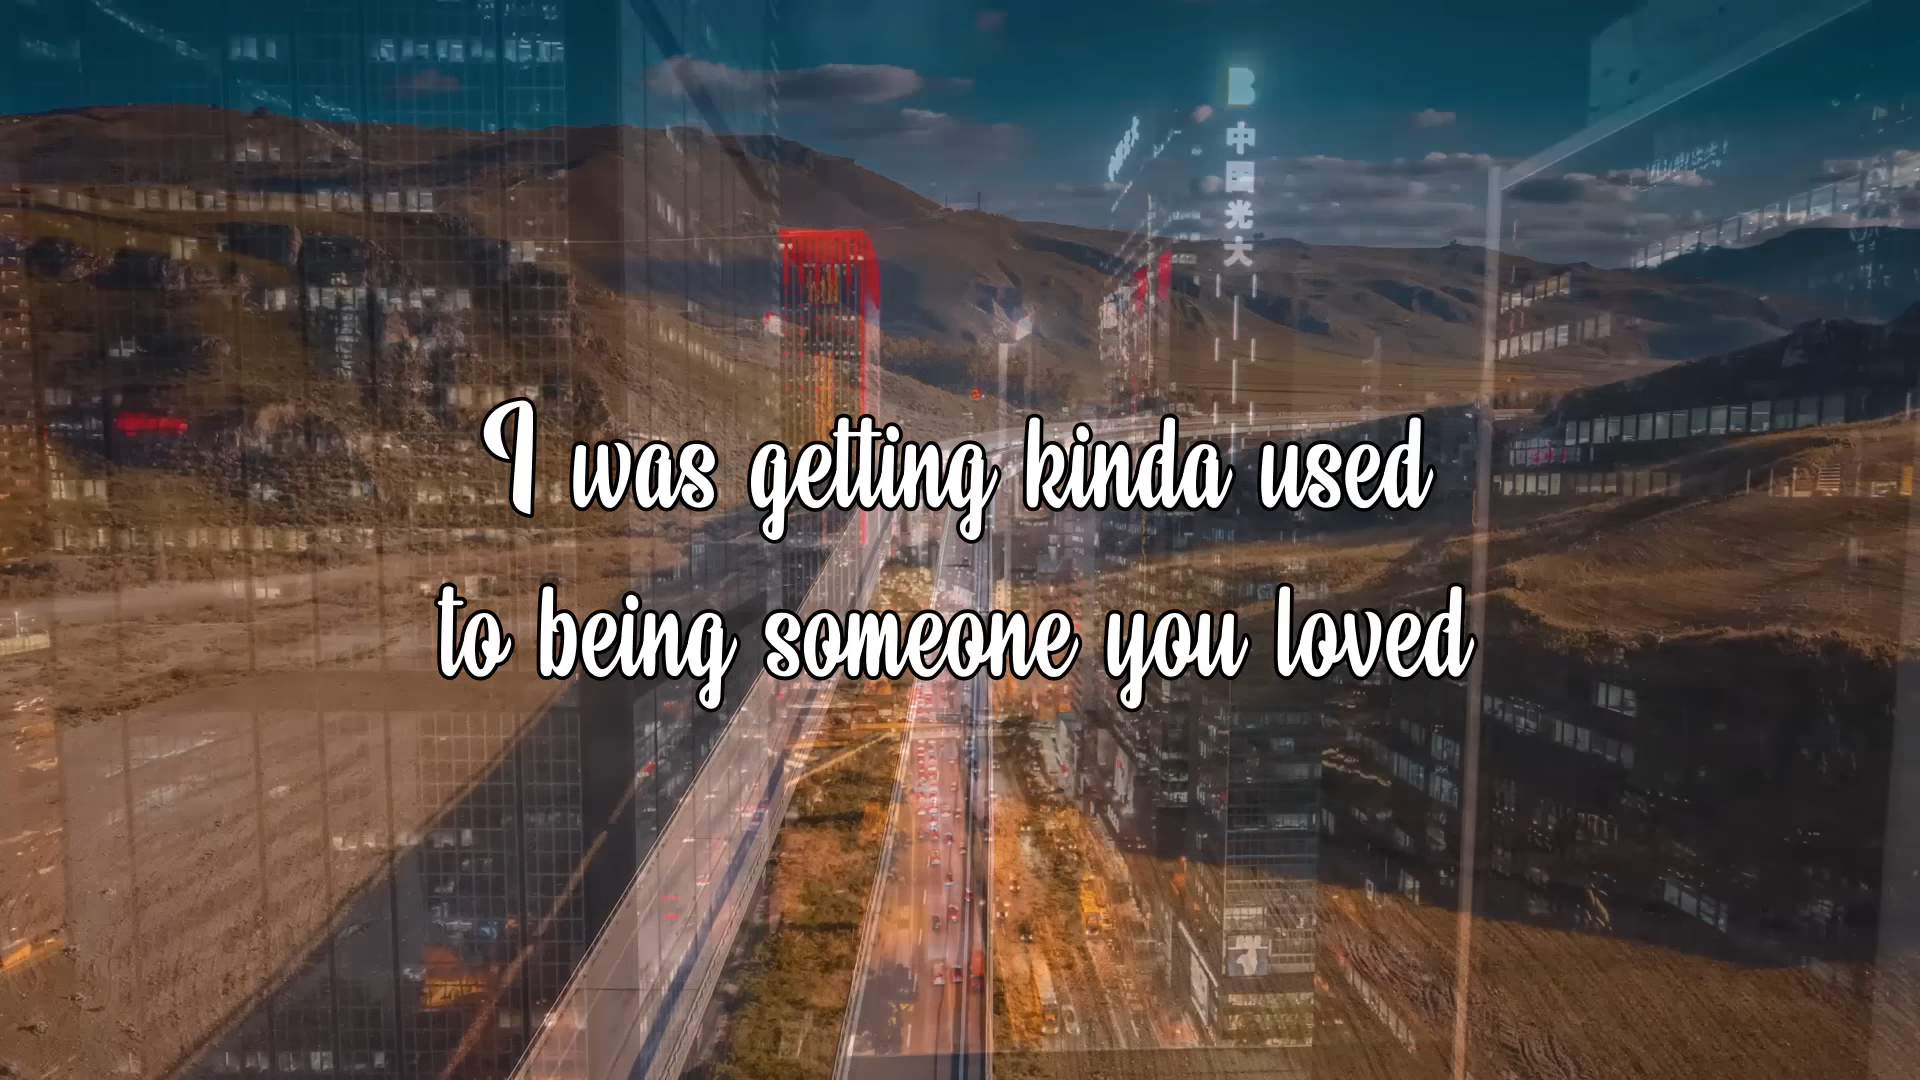 B
中
国
光
大
I was getting kinda used
to being someone you loved